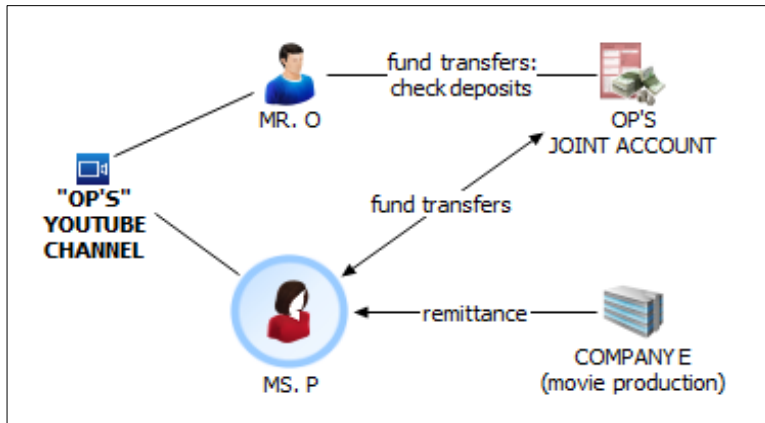 fund transfers:
check deposits
MR. O
OP'S
JOINT ACCOUNT
"OP'S"
YOUTUBE
CHANNEL
fund transfers
remittance
MS. P
COMPANY E
(movie production)